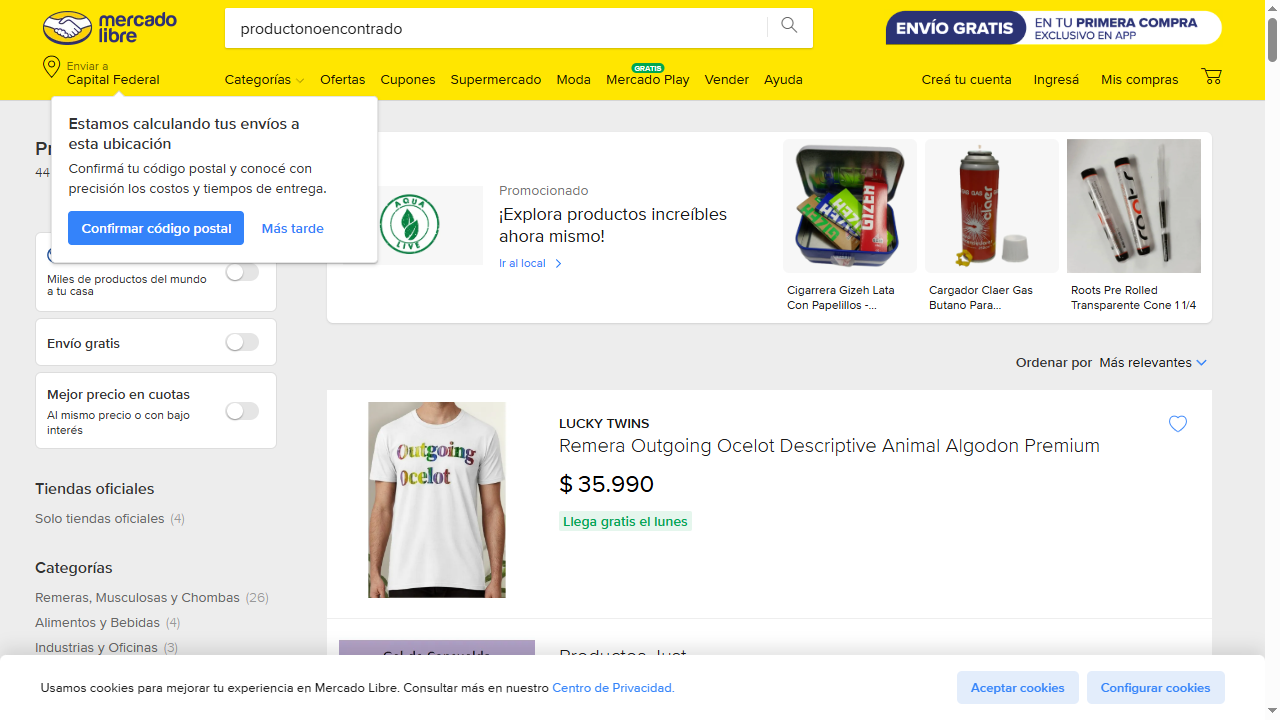 mercado
libre
productonoencontrado
ENVÍO GRATIS
EN TU PRIMERA COMPRA
EXCLUSIVO EN APP
Enviar a
Capital Federal
Categorías
Ofertas
Cupones
Supermercado
Moda
GRATIS
Mercado Play
Vender
Ayuda
Creá tu cuenta
Ingresá
Mis compras
Estamos calculando tus envíos a
esta ubicación
Confirmá tu código postal y conocé con
precisión los costos y tiempos de entrega.
Confirmar código postal
Más tarde
44
Miles de productos del mundo
a tu casa
Envío gratis
Mejor precio en cuotas
Al mismo precio o con bajo
interés
Tiendas oficiales
Solo tiendas oficiales (4)
Categorías
Remeras, Musculosas y Chombas (26)
Alimentos y Bebidas (4)
Industrias y Oficinas (3)
AQUA
LIVE
Promocionado
¡Explora productos increíbles
ahora mismo!
Ir al local
GIZEH
GIZEH
claer
Cigarrera Gizeh Lata
Con Papelillos -...
Cargador Claer Gas
Butano Para...
Roots Pre Rolled
Transparente Cone 1 1/4
Ordenar por Más relevantes
Outgoing
Ocelot
LUCKY TWINS
Remera Outgoing Ocelot Descriptive Animal Algodon Premium
$ 35.990
Llega gratis el lunes
Usamos cookies para mejorar tu experiencia en Mercado Libre. Consultar más en nuestro Centro de Privacidad.
Aceptar cookies
Configurar cookies